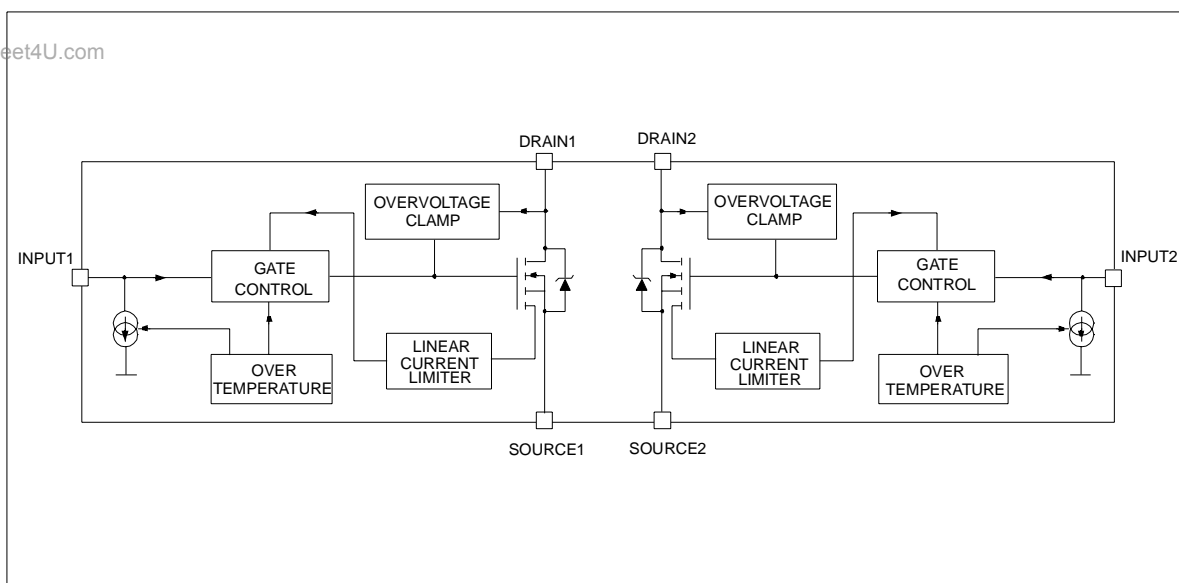 eet4U.com
DRAIN1
DRAIN2
OVERVOLTAGE
CLAMP
OVERVOLTAGE
CLAMP
INPUT1
GATE
CONTROL
GATE
CONTROL
INPUT2
LINEAR
CURRENT
LIMITER
LINEAR
CURRENT
LIMITER
OVER
TEMPERATURE
OVER
TEMPERATURE
SOURCE1
SOURCE2